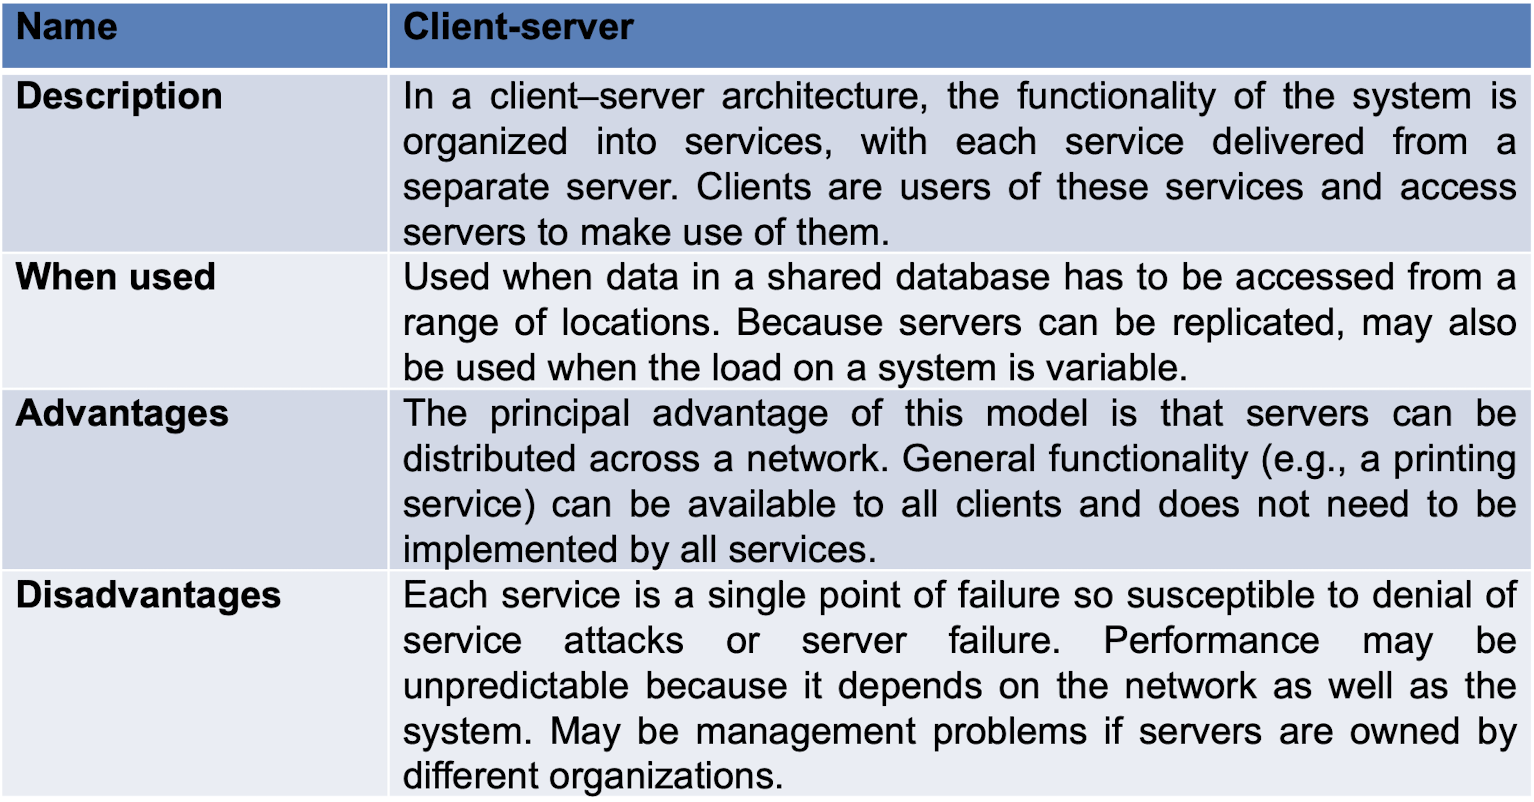 Name
Client-server
Description
In a client–server architecture, the functionality of the system is
organized into services, with each service delivered from a
separate server. Clients are users of these services and access
servers to make use of them.
When used
Used when data in a shared database has to be accessed from a
range of locations. Because servers can be replicated, may also
be used when the load on a system is variable.
Advantages
The principal advantage of this model is that servers can be
distributed across a network. General functionality (e.g., a printing
service) can be available to all clients and does not need to be
implemented by all services.
Disadvantages
Each service is a single point of failure so susceptible to denial of
service attacks or server failure. Performance may be
unpredictable because it depends on the network as well as the
system. May be management problems if servers are owned by
different organizations.